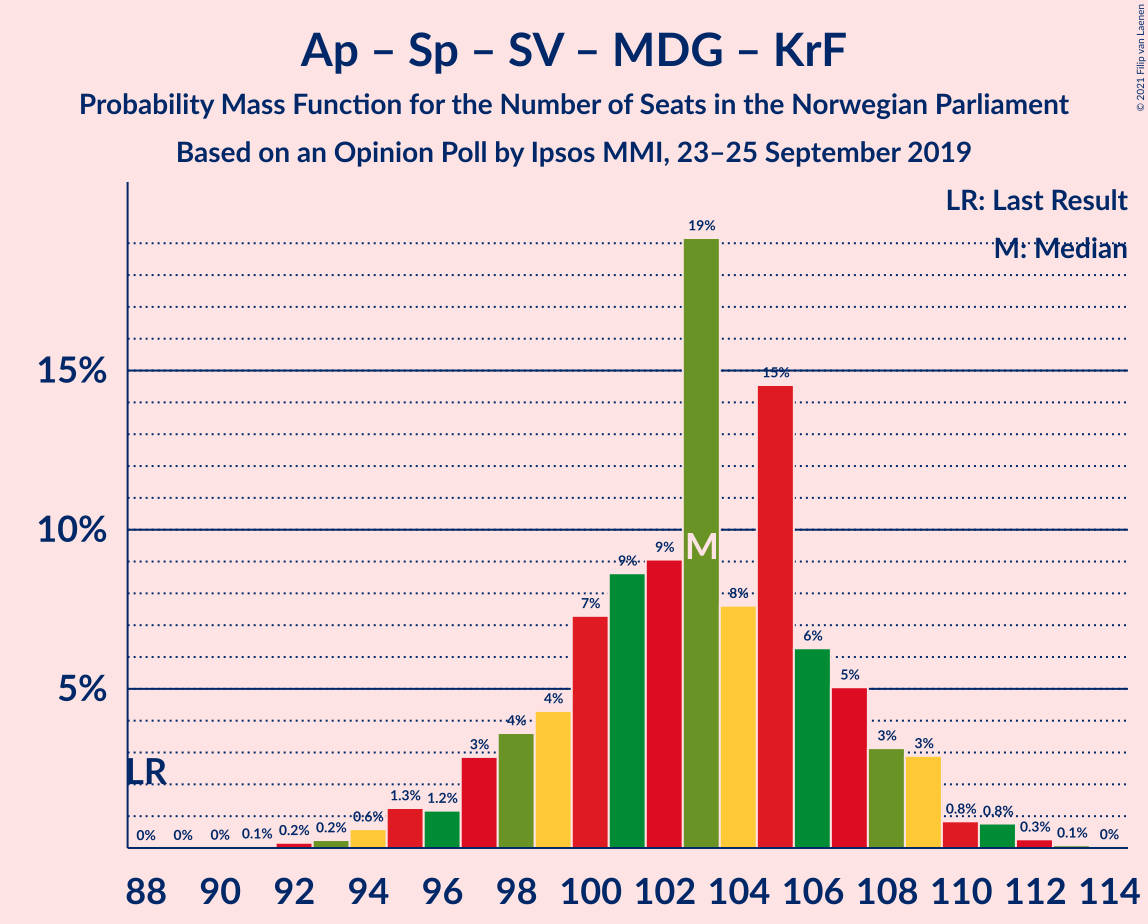 Ap – Sp – SV – MDG – KrF
Probability Mass Function for the Number of Seats in the Norwegian Parliament
Based on an Opinion Poll by Ipsos MMI, 23–25 September 2019
© 2021 Filip van Laenen
LR: Last Result
M: Median
19%
15%
15%
10%
9%
9%
M
8%
7%
6%
5%
5%
4%
4%
3%
3%
3%
LR
1.3%
1.2%
0.8%
0.8%
0.6%
0% 0% 0% 0.1% 0.2% 0.2%
0.3% 0.1% 0%
88 90 92 94 96 98 100 102 104 106 108 110 112 114